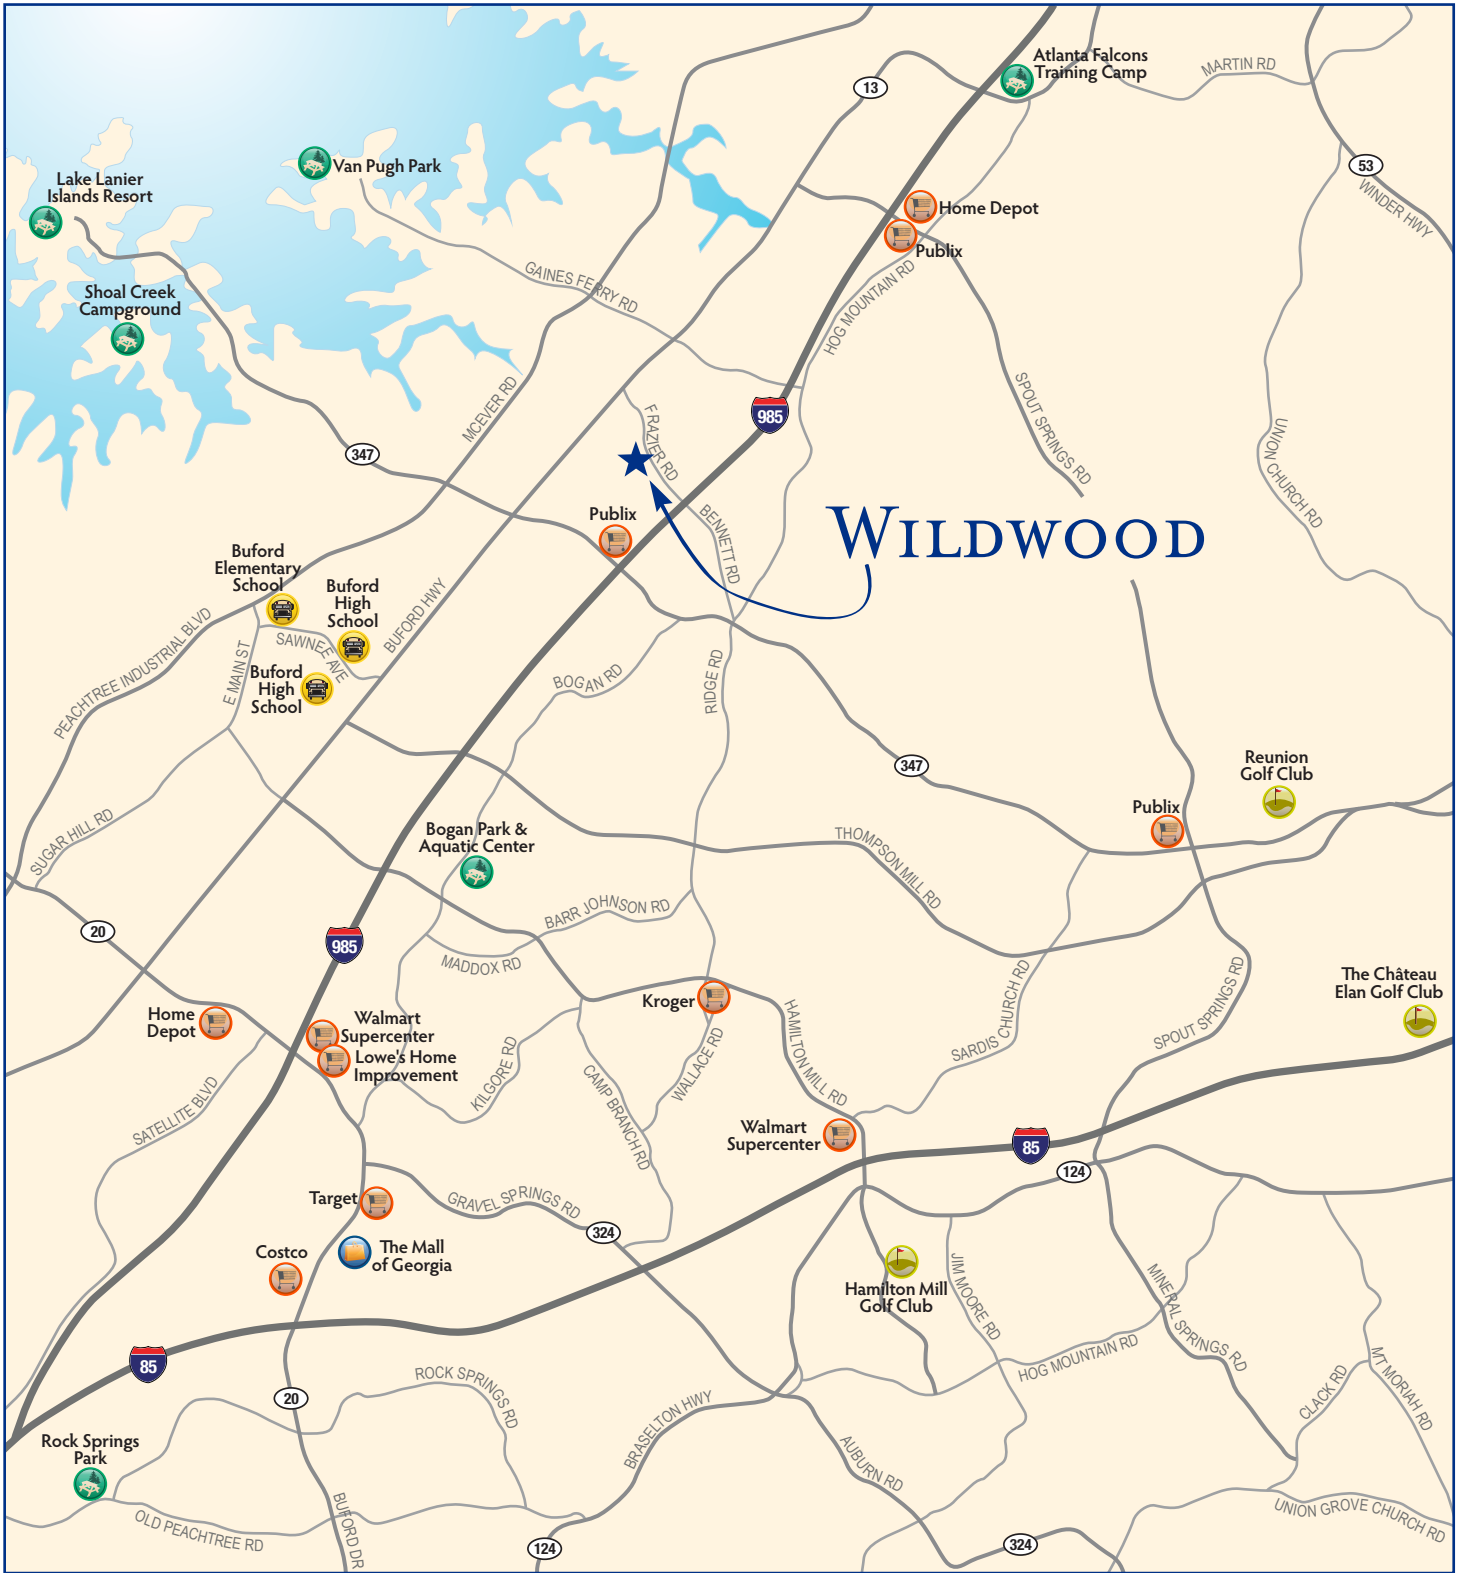 Atlanta Falcons
Training Camp
MARTIN RD
13
53
WINDER HWY
Van Pugh Park
Lake Lanier
Islands Resort
Home Depot
Publix
GAINES FERRY RD
HOG MOUNTAIN RD
Shoal Creek
Campground
MCEVER RD
SPOUT SPRINGS RD
985
FRAZIER RD
UNION CHURCH RD
347
Publix
BENNETT RD
WILDWOOD
Buford
Elementary
School
Buford
High
School
BUFORD HWY
PEACHTREE INDUSTRIAL BLVD
SAWNEE AVE
E MAIN ST
Buford
High
School
BOGAN RD
RIDGE RD
347
Reunion
Golf Club
Publix
SUGAR HILL RD
Bogan Park &
Aquatic Center
THOMPSON MILL RD
BARR JOHNSON RD
20
985
MADDOX RD
The Château
Elan Golf Club
Kroger
HAMILTON MILL RD
SARDIS CHURCH RD
SPOUT SPRINGS RD
Home
Depot
Walmart
Supercenter
Lowe's Home
Improvement
KILGORE RD
CAMP BRANCH RD
WALLACE RD
SATELLITE BLVD
Walmart
Supercenter
85
124
Target
GRAVEL SPRINGS RD
324
The Mall
of Georgia
Costco
Hamilton Mill
Golf Club
JIM MOORE RD
MINERAL SPRINGS RD
HOG MOUNTAIN RD
85
MT MORIAH RD
CLACK RD
20
ROCK SPRINGS RD
BRASELTON HWY
AUBURN RD
Rock Springs
Park
OLD PEACHTREE RD
BUFORD DR
UNION GROVE CHURCH RD
124
324